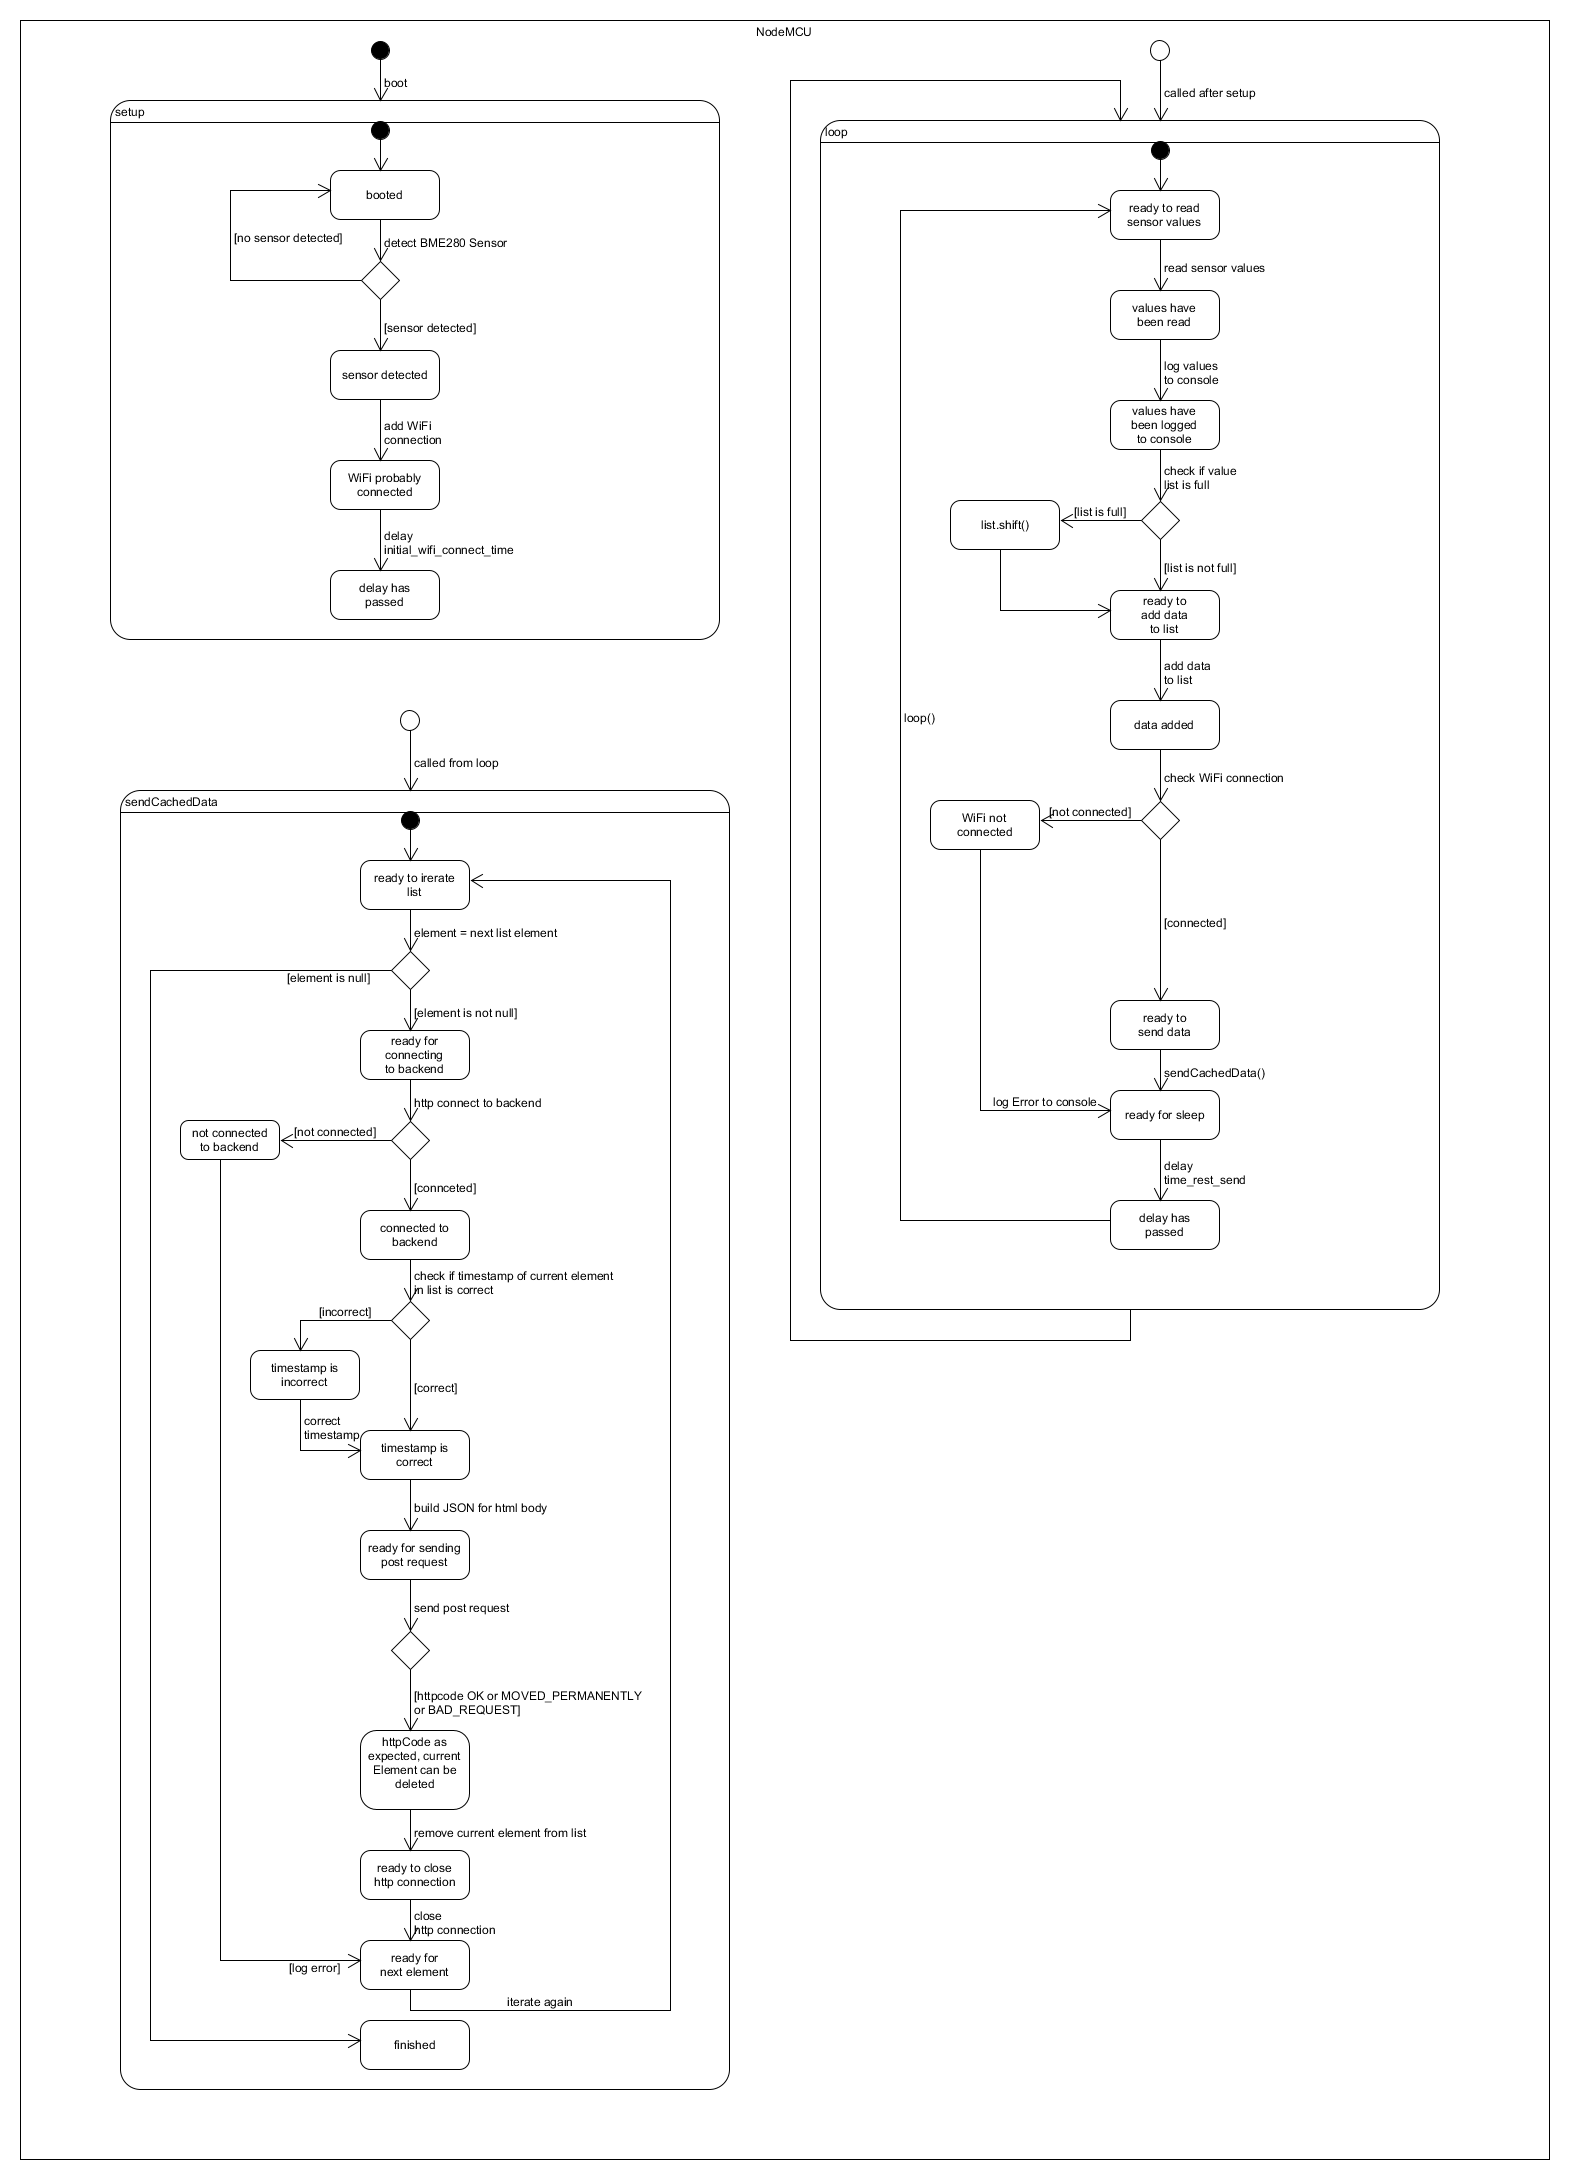 NodeMCU
boot
setup
booted
[no sensor detected]
detect BME280 Sensor
[sensor detected]
sensor detected
add WiFi
connection
WiFi probably
connected
delay
initial_wifi_connect_time
delay has
passed
called from loop
sendCachedData
ready to irerate
list
element = next list element
[element is null]
[element is not null]
ready for
connecting
to backend
http connect to backend
not connected
to backend
[not connected]
[connceted]
connected to
backend
check if timestamp of current element
in list is correct
[incorrect]
timestamp is
incorrect
[correct]
correct
timestamp
timestamp is
correct
build JSON for html body
ready for sending
post request
send post request
[httpcode OK or MOVED_PERMANENTLY
or BAD_REQUEST]
httpCode as
expected, current
Element can be
deleted
remove current element from list
ready to close
http connection
close
http connection
[log error]
ready for
next element
iterate again
finished
called after setup
loop
ready to read
sensor values
read sensor values
values have
been read
log values
to console
values have
been logged
to console
check if value
list is full
list.shift()
[list is full]
[list is not full]
ready to
add data
to list
add data
to list
loop()
data added
check WiFi connection
WiFi not
connected
[not connected]
[connected]
ready to
send data
sendCachedData()
log Error to console
ready for sleep
delay
time_rest_send
delay has
passed